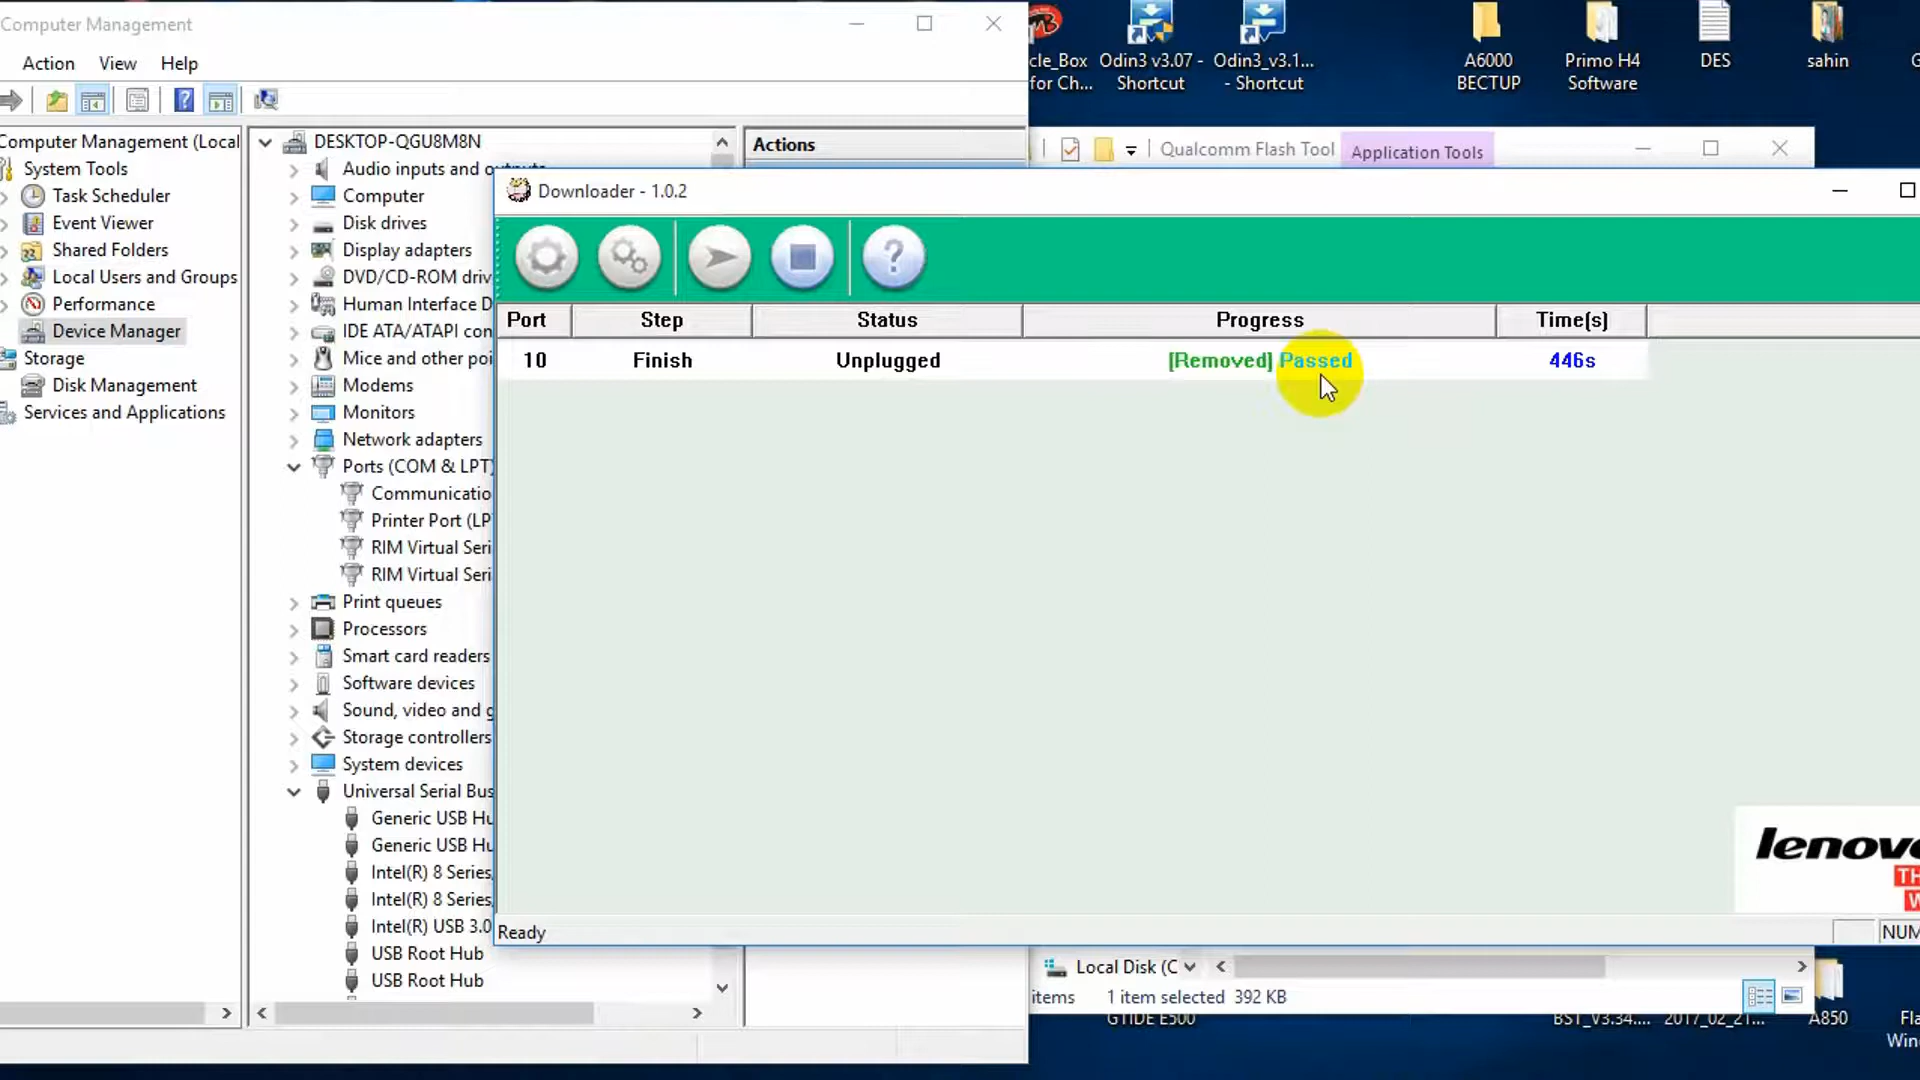 Computer Management
Action View Help
Computer Management (Local
System Tools
Task Scheduler
Event Viewer
Shared Folders
Local Users and Groups
Performance
Device Manager
Storage
Disk Management
Services and Applications
DESKTOP-QGU8M8N
Audio inputs and outputs
Computer
Disk drives
Display adapters
DVD/CD-ROM driv
Human Interface D
IDE ATA/ATAPI con
Mice and other poi
Modems
Monitors
Network adapters
Ports (COM & LPT)
Communicatio
Printer Port (LP
RIM Virtual Seri
RIM Virtual Seri
Print queues
Processors
Smart card readers
Software devices
Sound, video and g
Storage controllers
System devices
Universal Serial Bus
Generic USB Hu
Generic USB Hu
Intel(R) 8 Series,
Intel(R) 8 Series,
Intel(R) USB 3.0
USB Root Hub
USB Root Hub
Actions
cle_Box
for Ch...
Odin3 v3.07 -
Shortcut
Odin3_v3.1...
- Shortcut
A6000
BECTUP
Primo H4
Software
DES
sahin
Qualcomm Flash Tool
Application Tools
Downloader - 1.0.2
Port Step Status Progress Time(s)
10 Finish Unplugged [Removed] Passed 446s
lenovo
TH
W
Ready
NUM
Local Disk (C
items 1 item selected 392 KB
GTIDE E500
BST_V3.34....
2017_02_21...
A850
Fla
Win